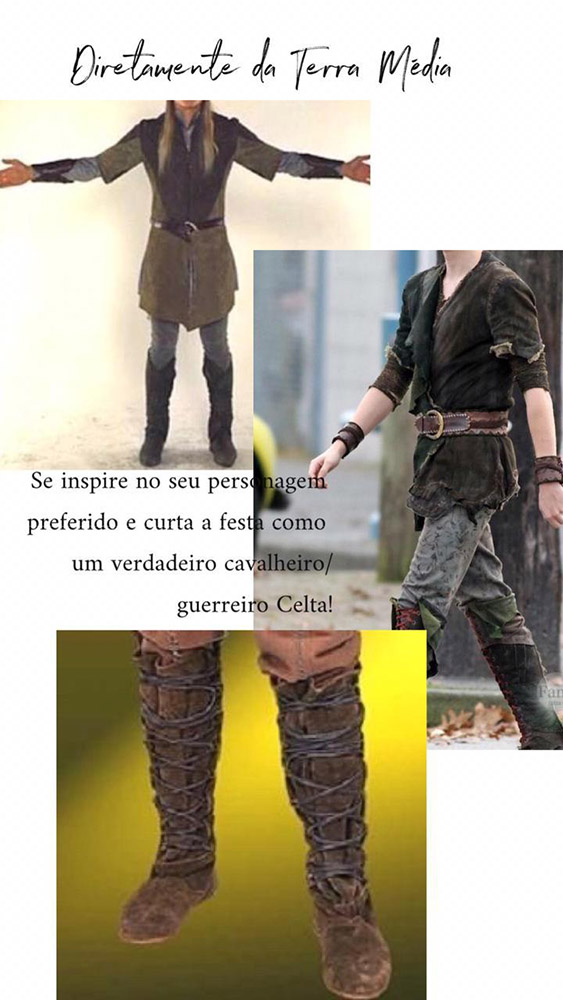 Diretamente da Terra Média
Se inspire no seu personagem
preferido e curta a festa como
um verdadeiro cavalheiro/
guerreiro Celta!